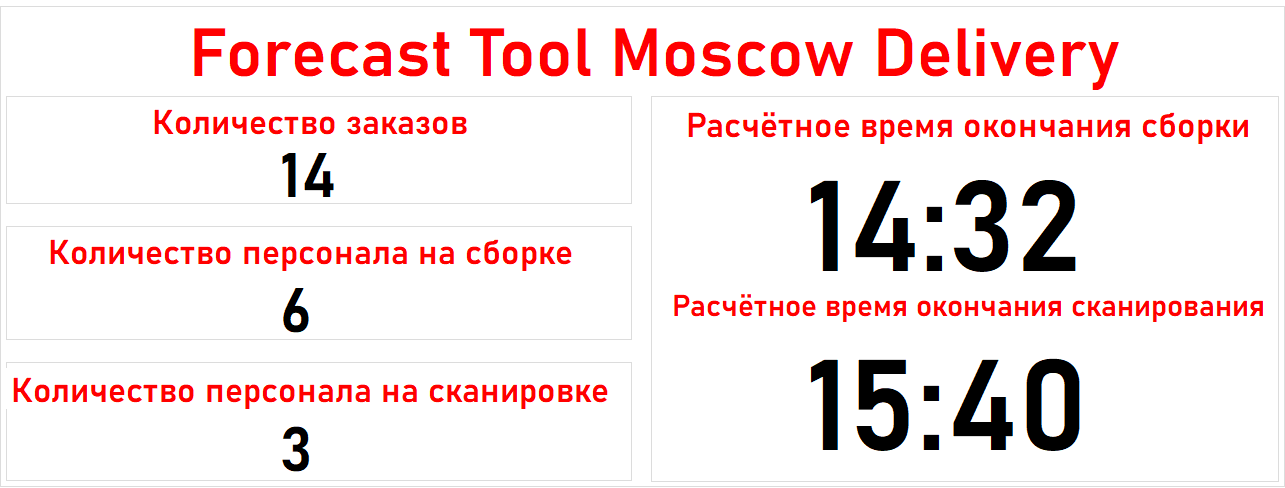 Forecast Tool Moscow Delivery
Количество заказов
14
Количество персонала на сборке
6
Количество персонала на сканировке
3
Расчётное время окончания сборки
14:32
Расчётное время окончания сканирования
15:40